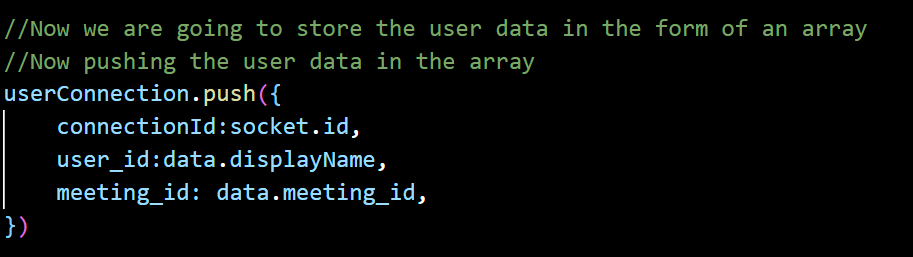 //Now we are going to store the user data in the form of an array
//Now pushing the user data in the array
userConnection.push({
    connectionId:socket.id,
    user_id:data.displayName,
    meeting_id: data.meeting_id,
})